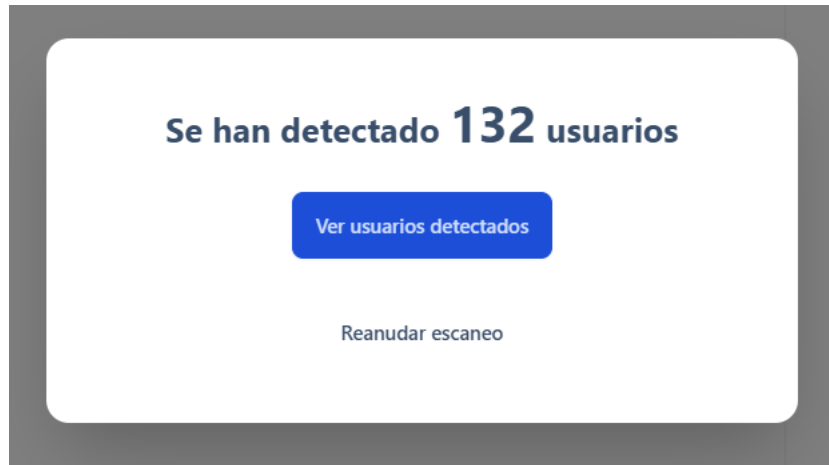 Se han detectado 132 usuarios
Ver usuarios detectados
Reanudar escaneo